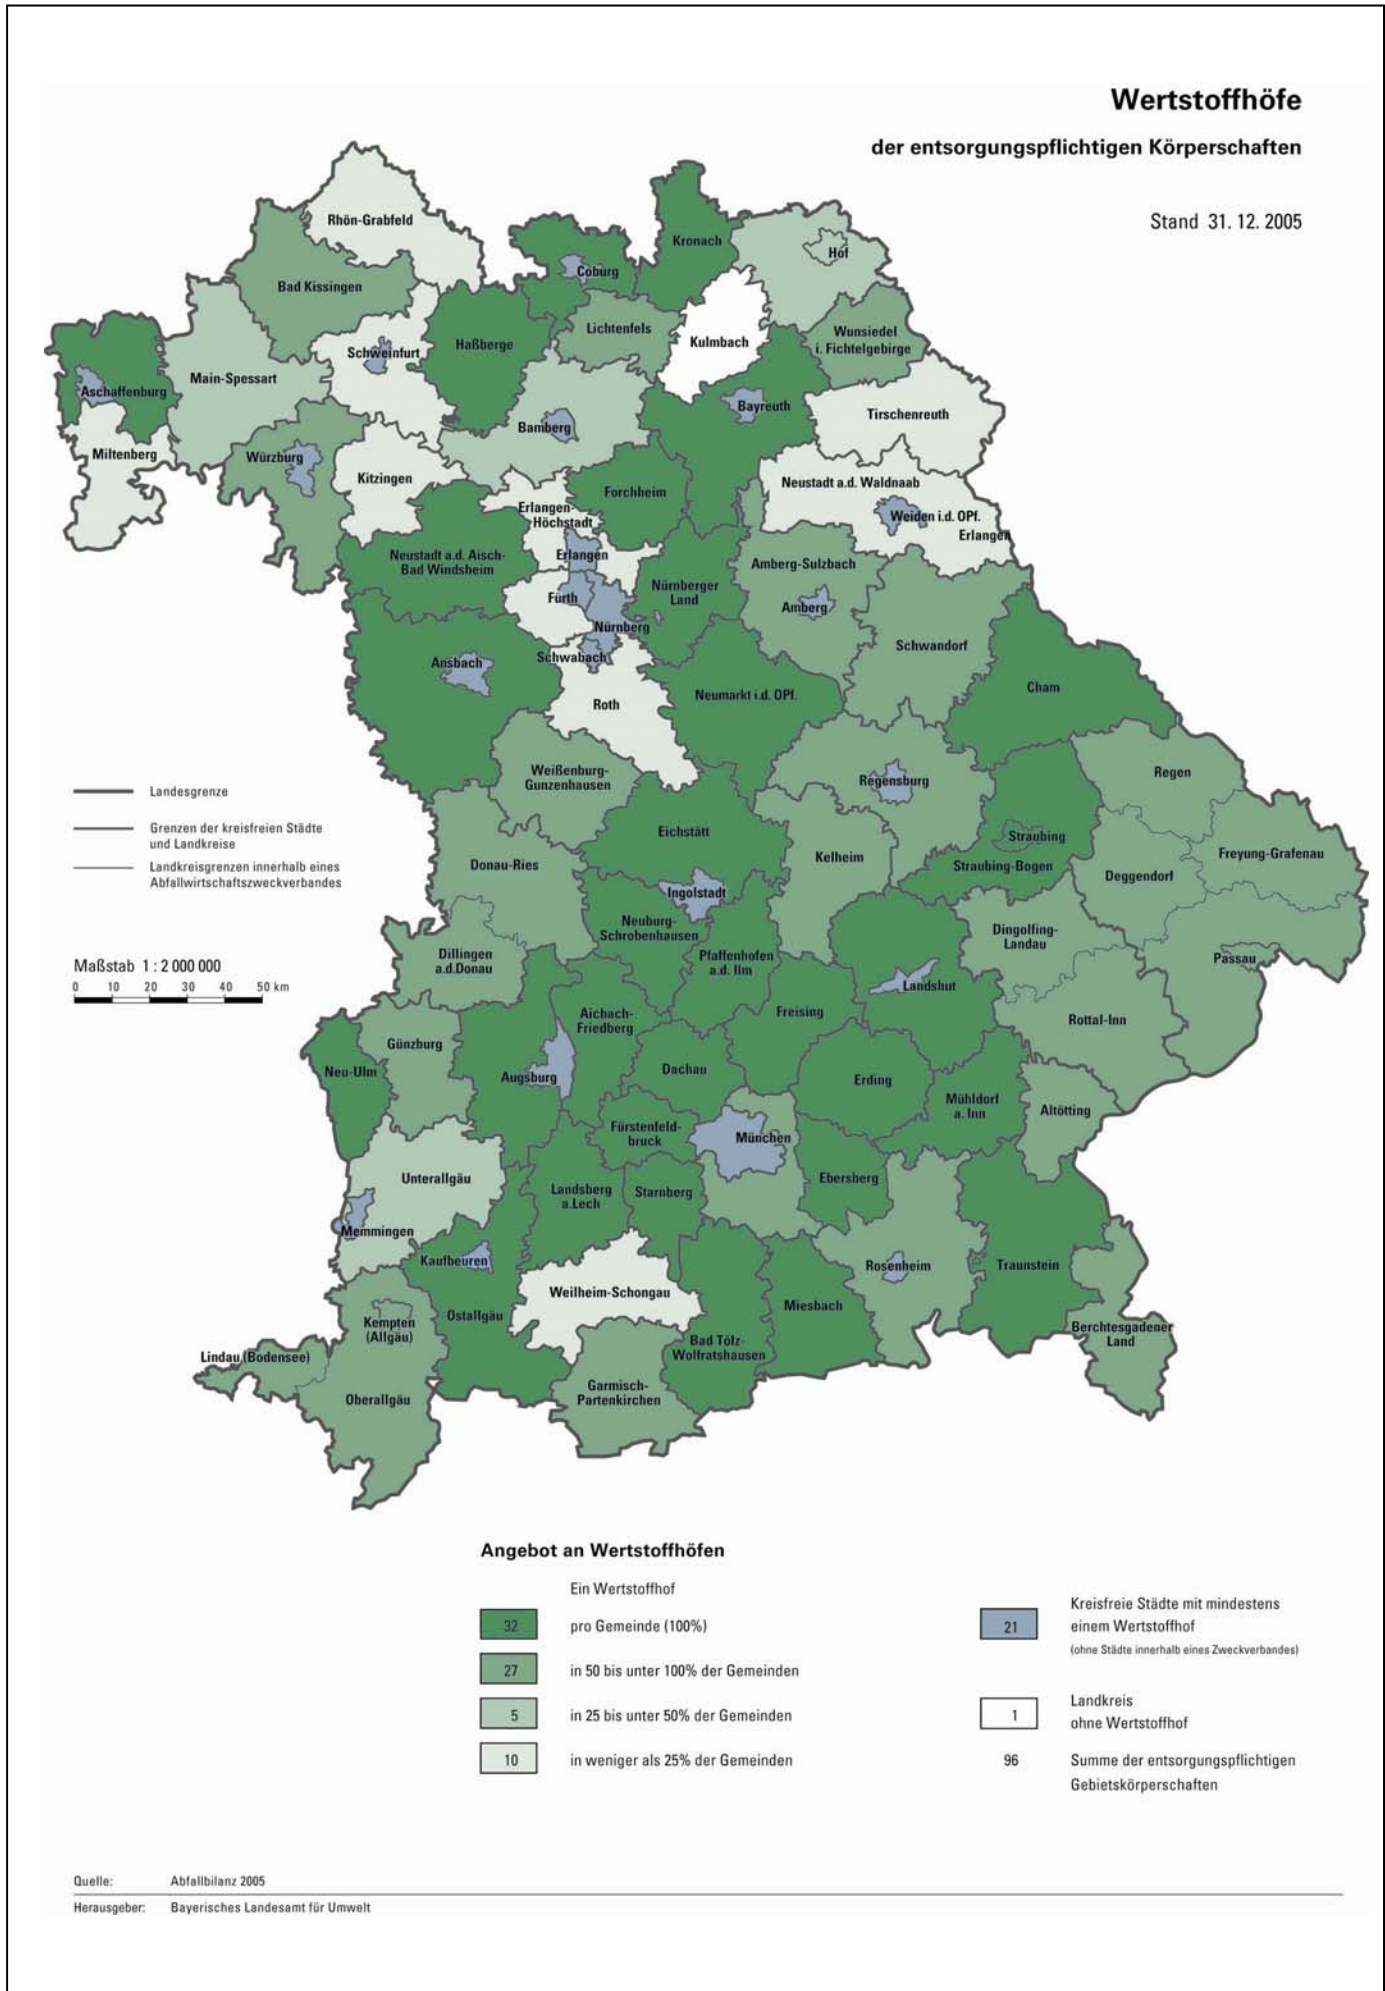 Wertstoffhöfe
der entsorgungspflichtigen Körperschaften
Stand 31. 12. 2005
Rhön-Grabfeld
Kronach
Hof
Coburg
Bad Kissingen
Lichtenfels
Wunsiedel
i. Fichtelgebirge
Kulmbach
Haßberge
Schweinfurt
Main-Spessart
Aschaffenburg
Bayreuth
Tirschenreuth
Bamberg
Miltenberg
Würzburg
Kitzingen
Neustadt a.d. Waldnaab
Forchheim
Erlangen-
Höchstadt
Weiden i.d. OPf.
Erlangen
Erlangen
Neustadt a.d. Aisch-
Bad Windsheim
Amberg-Sulzbach
Nürnberger
Land
Fürth
Amberg
Nürnberg
Schwandorf
Schwabach
Ansbach
Cham
Neumarkt i.d. OPf.
Roth
Weißenburg-
Gunzenhausen
Regensburg
Regen
Landesgrenze
Grenzen der kreisfreien Städte
und Landkreise
Landkreisgrenzen innerhalb eines
Abfallwirtschaftszweckverbandes
Eichstätt
Straubing
Kelheim
Freyung-Grafenau
Donau-Ries
Straubing-Bogen
Deggendorf
Ingolstadt
Neuburg-
Schrobenhausen
Dingolfing-
Landau
Dillingen
a.d.Donau
Pfaffenhofen
a.d. Ilm
Passau
Maßstab 1 : 2 000 000
0 10 20 30 40 50 km
Landshut
Aichach-
Friedberg
Freising
Rottal-Inn
Günzburg
Neu-Ulm
Augsburg
Dachau
Erding
Mühldorf
a. Inn
Altötting
Fürstenfeld-
bruck
München
Unterallgäu
Ebersberg
Landsberg
a.Lech
Starnberg
Memmingen
Kaufbeuren
Rosenheim
Traunstein
Weilheim-Schongau
Miesbach
Ostallgäu
Kempten
(Allgäu)
Berchtesgadener
Land
Bad Tölz-
Wolfratshausen
Lindau (Bodensee)
Garmisch-
Partenkirchen
Oberallgäu
Angebot an Wertstoffhöfen
Ein Wertstoffhof
32 pro Gemeinde (100%)
27 in 50 bis unter 100% der Gemeinden
5 in 25 bis unter 50% der Gemeinden
10 in weniger als 25% der Gemeinden
Kreisfreie Städte mit mindestens
21 einem Wertstoffhof
(ohne Städte innerhalb eines Zweckverbandes)
Landkreis
1 ohne Wertstoffhof
96 Summe der entsorgungspflichtigen
Gebietskörperschaften
Quelle: Abfallbilanz 2005
Herausgeber: Bayerisches Landesamt für Umwelt